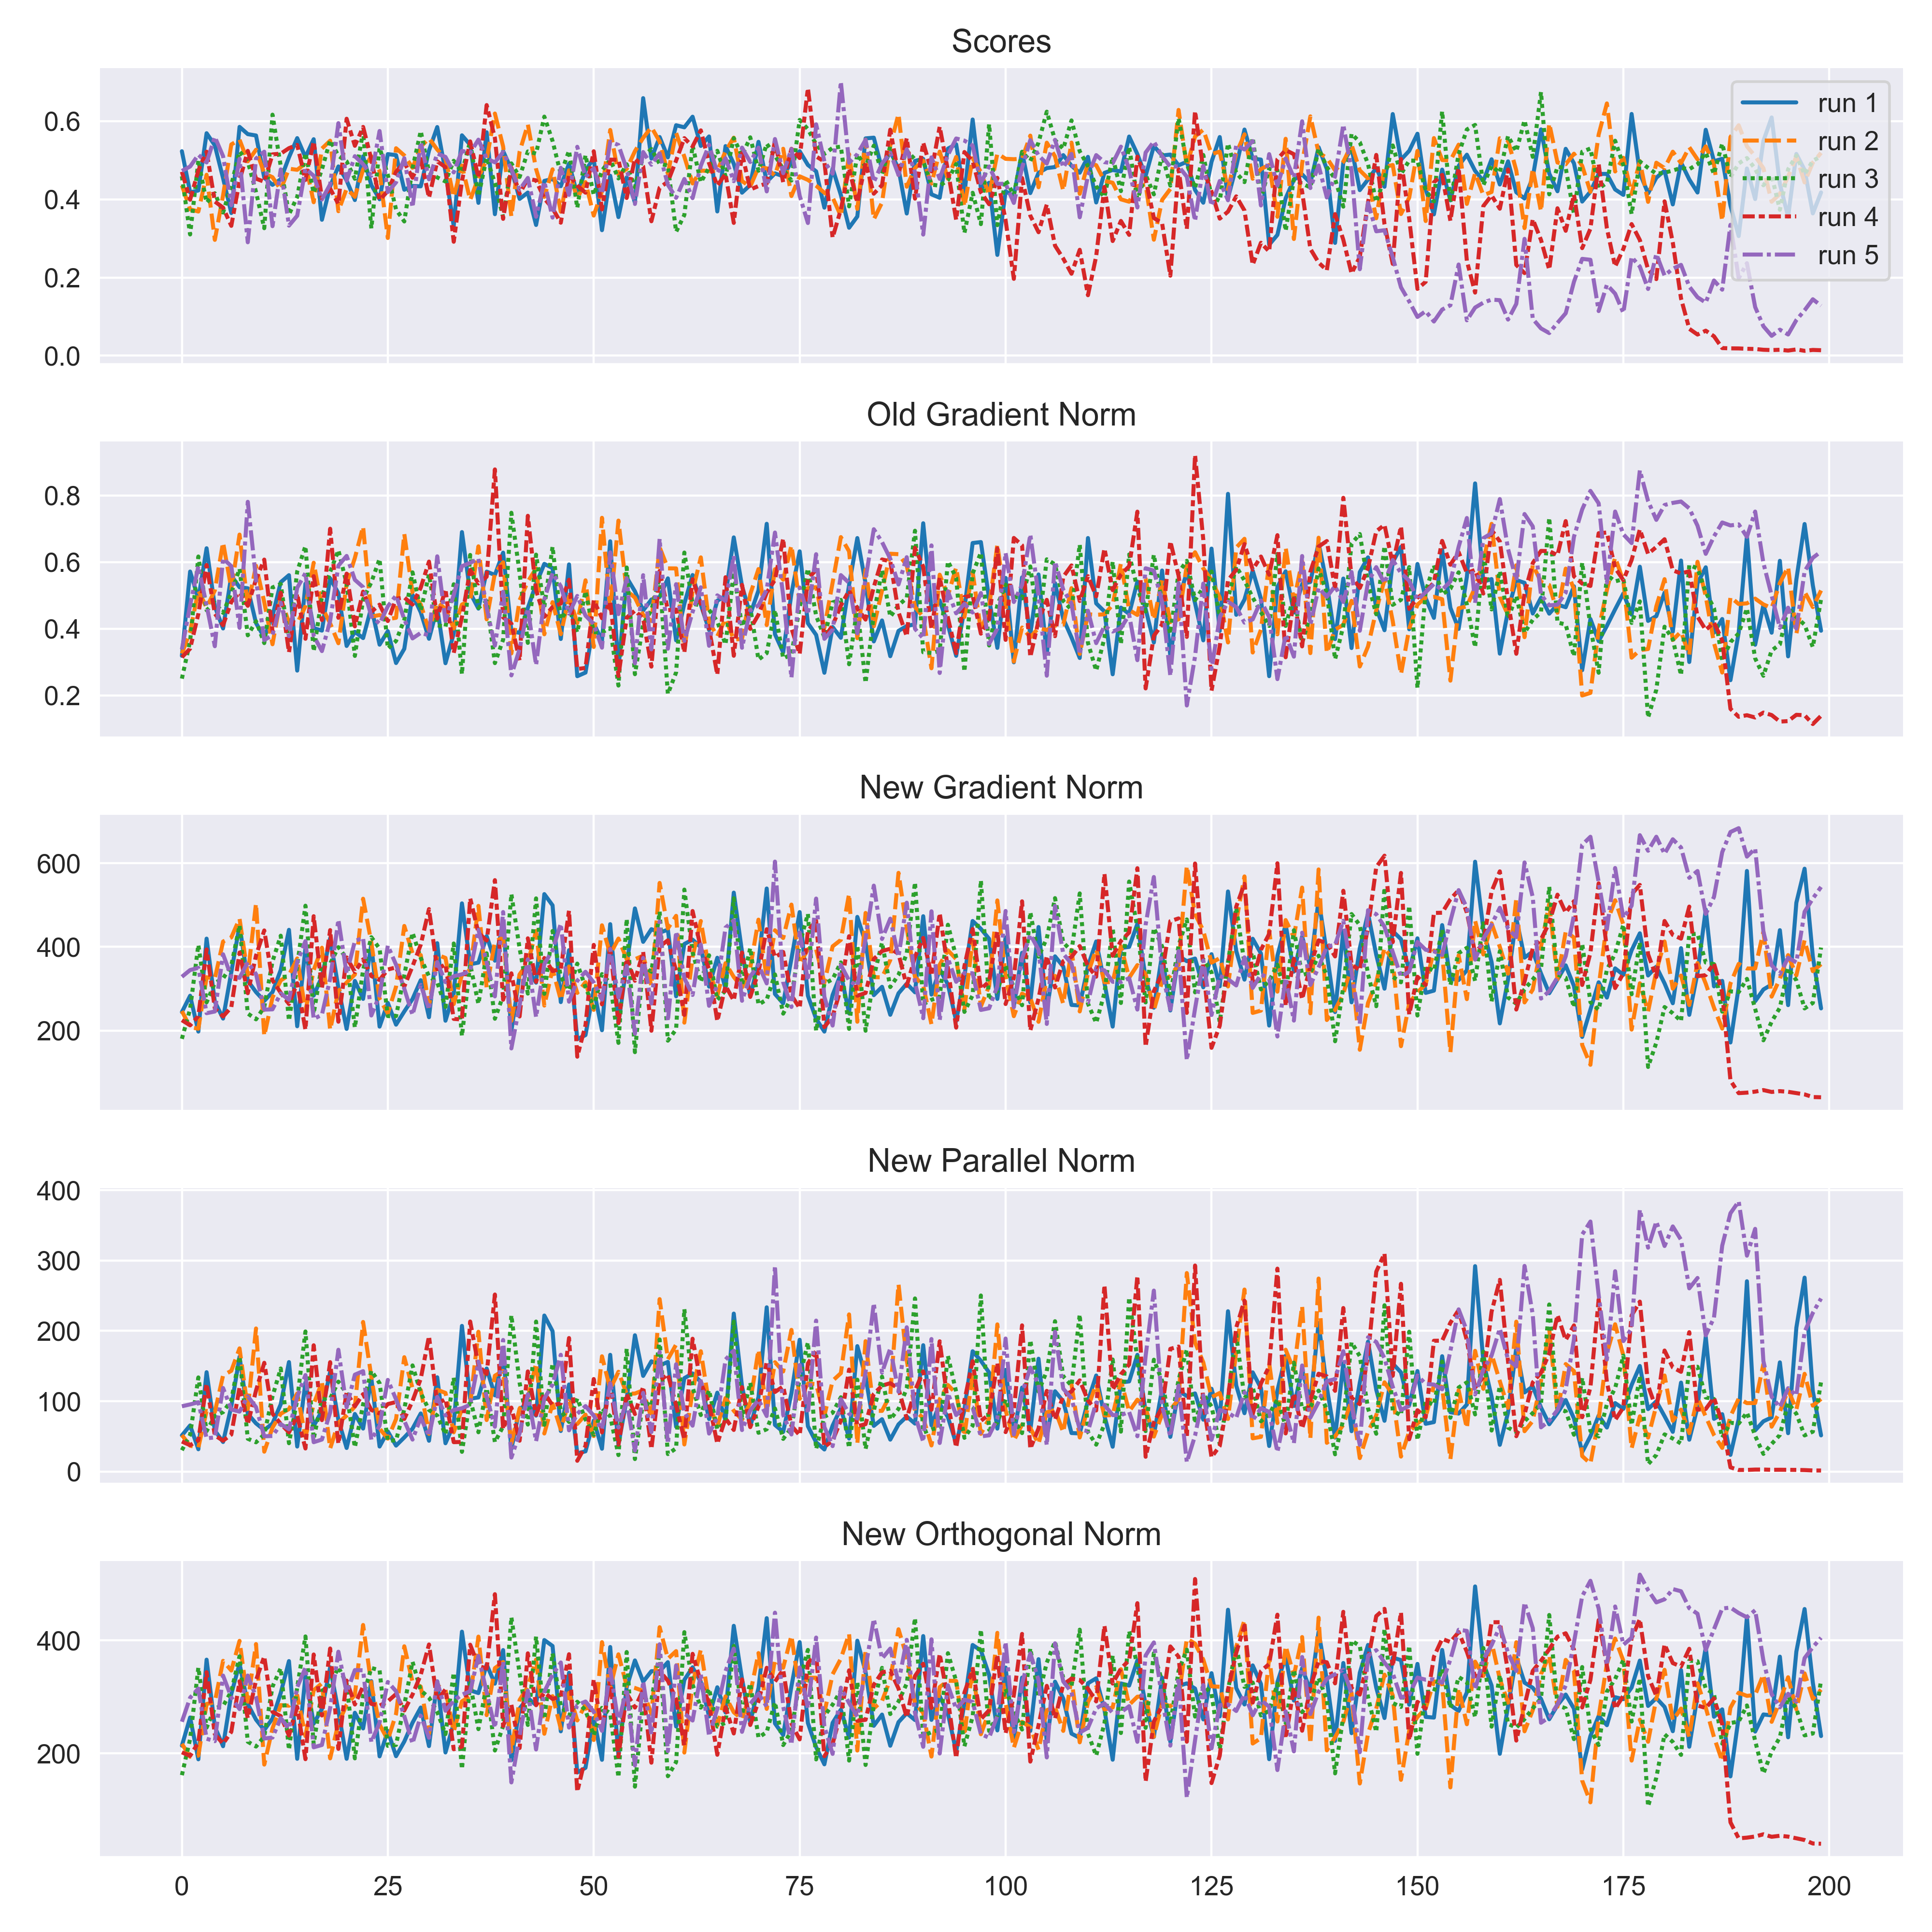 Scores
0.6
0.4
0.2
0.0
run 1
run 2
run 3
run 4
run 5
Old Gradient Norm
0.8
0.6
0.4
0.2
New Gradient Norm
600
400
200
New Parallel Norm
400
300
200
100
0
New Orthogonal Norm
400
200
0 25 50 75 100 125 150 175 200